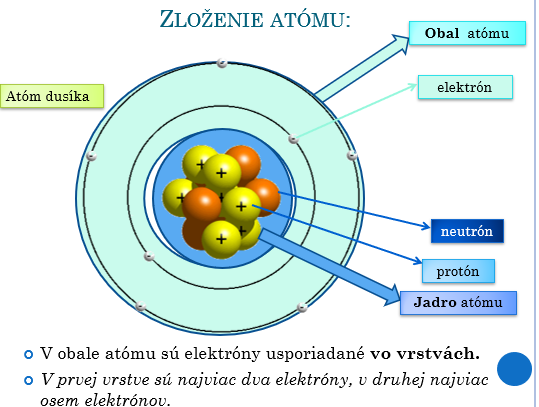 ZLOŽENIE ATÓMU:
Obal atómu
elektrón
Atóm dusíka
neutrón
protón
Jadro atómu
V obale atómu sú elektróny usporiadané vo vrstvách.
V prvej vrstve sú najviac dva elektróny, v druhej najviac
osem elektrónov.